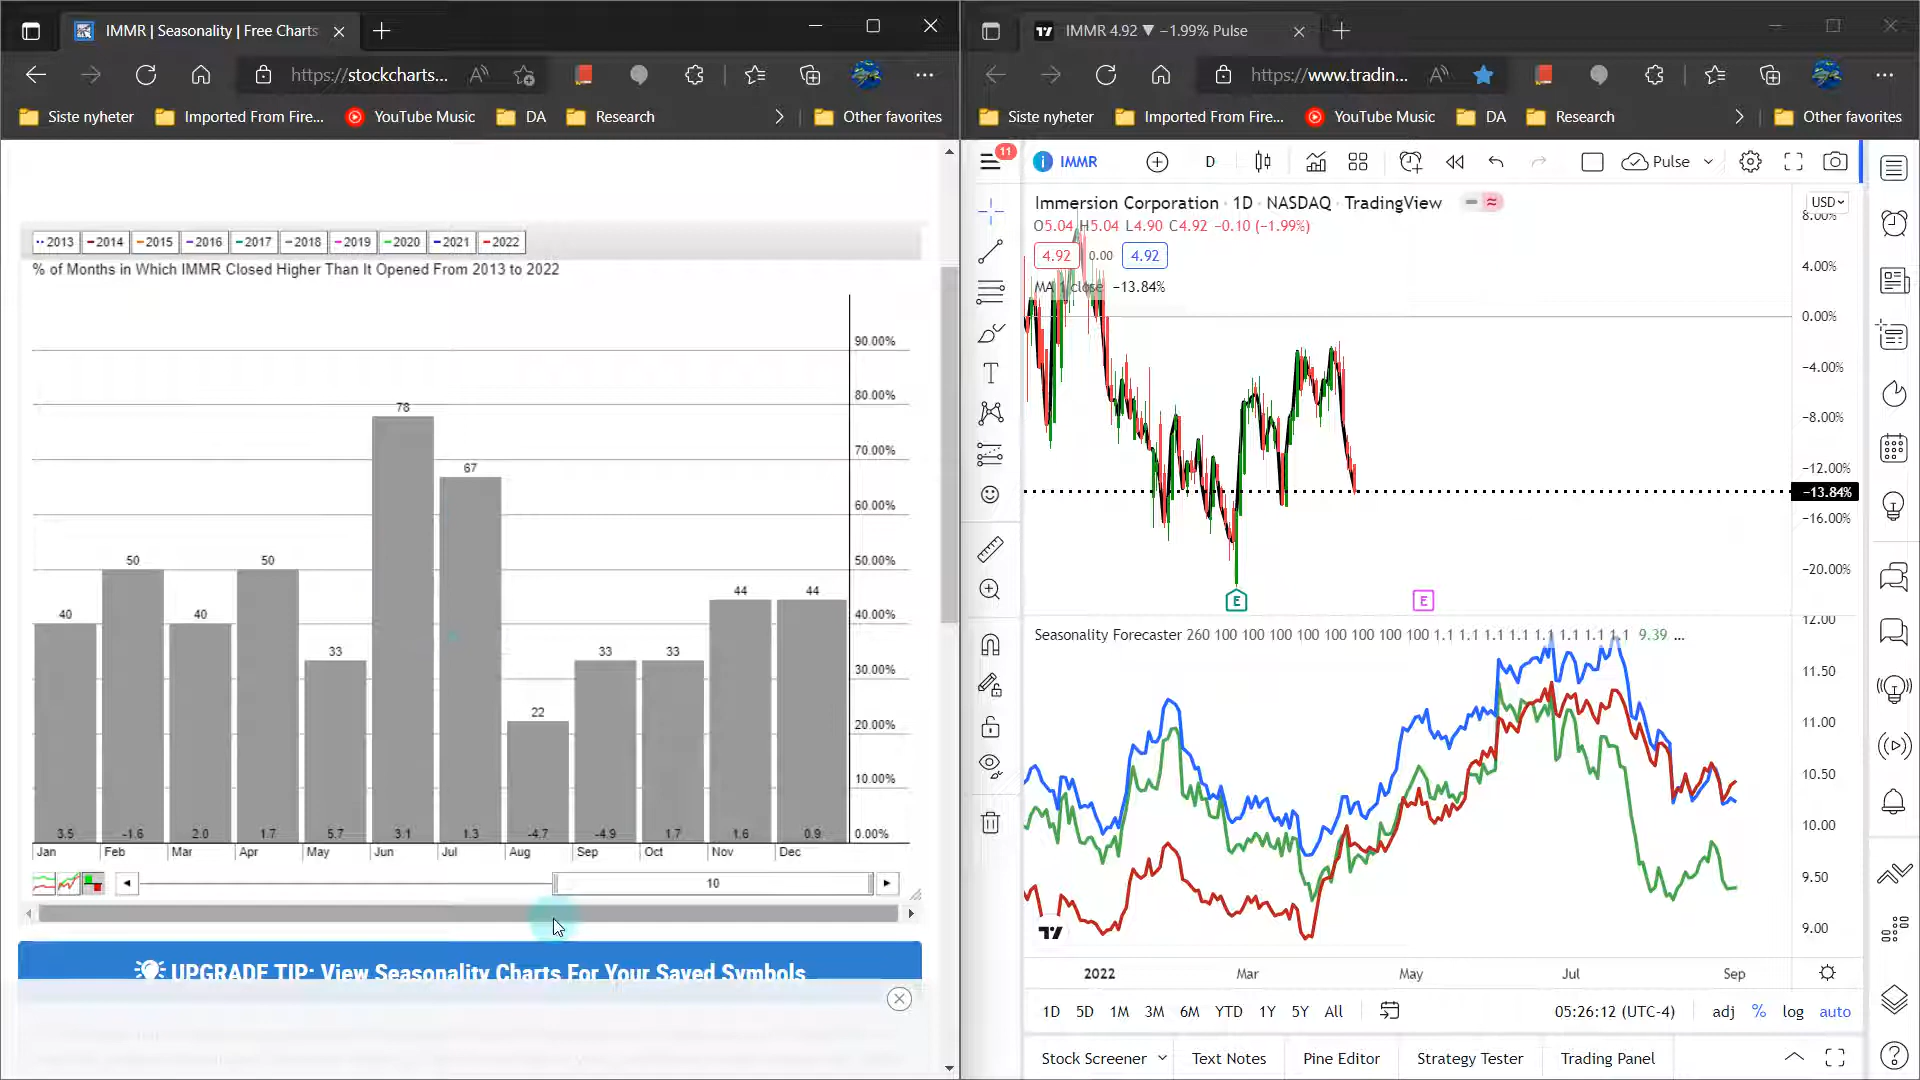 IMMR | Seasonality | Free Charts
https://stockcharts...
Siste nyheter
Imported From Fire...
YouTube Music
DA
Research
Other favorites
2013
2014
2015
2016
2017
2018
2019
2020
2021
2022
% of Months in Which IMMR Closed Higher Than It Opened From 2013 to 2022
90.00%
80.00%
70.00%
60.00%
50.00%
40.00%
30.00%
20.00%
10.00%
0.00%
40
50
40
50
33
78
67
22
33
33
44
44
3.5
-1.6
2.0
1.7
5.7
3.1
1.3
-4.7
-4.9
1.7
1.6
0.9
Jan
Feb
Mar
Apr
May
Jun
Jul
Aug
Sep
Oct
Nov
Dec
10
UPGRADE TIP: View Seasonality Charts For Your Saved Symbols
IMMR 4.92 ▼ −1.99% Pulse
https://www.tradin...
Siste nyheter
Imported From Fire...
YouTube Music
DA
Research
Other favorites
11
IMMR
D
Pulse
Immersion Corporation · 1D · NASDAQ · TradingView
USD
O5.04 H5.04 L4.90 C4.92 −0.10 (−1.99%)
4.92
0.00
4.92
MA 1 close −13.84%
8.00%
4.00%
0.00%
−4.00%
−8.00%
−12.00%
−13.84%
−16.00%
−20.00%
E
E
Seasonality Forecaster 260 100 100 100 100 100 100 100 100 1.1 1.1 1.1 1.1 1.1 1.1 1.1 1.1 9.39 ...
12.00
11.50
11.00
10.50
10.00
9.50
9.00
2022
Mar
May
Jul
Sep
1D
5D
1M
3M
6M
YTD
1Y
5Y
All
05:26:12 (UTC-4)
adj
%
log
auto
Stock Screener
Text Notes
Pine Editor
Strategy Tester
Trading Panel